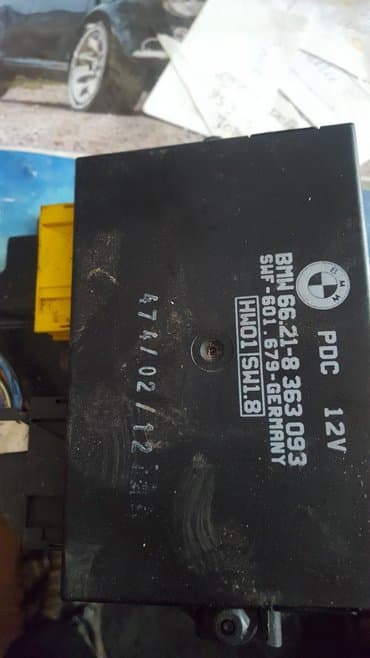 BMW
PDC 12V
BMW 66.21-8 363 093
SWF-601.679-GERMANY
HW01 SW1.8
474/02/12